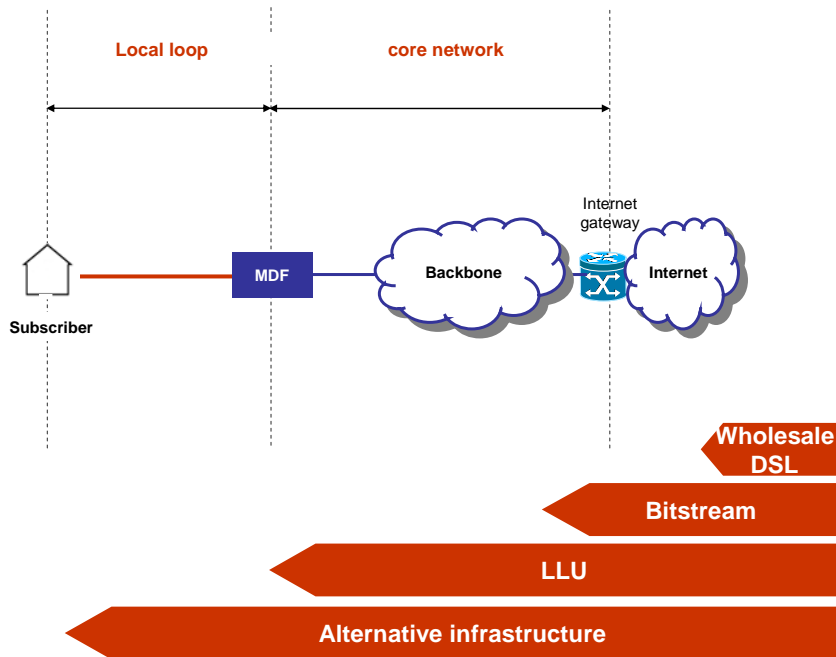 Local loop
core network
Internet
gateway
MDF
Backbone
Internet
Subscriber
Wholesale
DSL
Bitstream
LLU
Alternative infrastructure